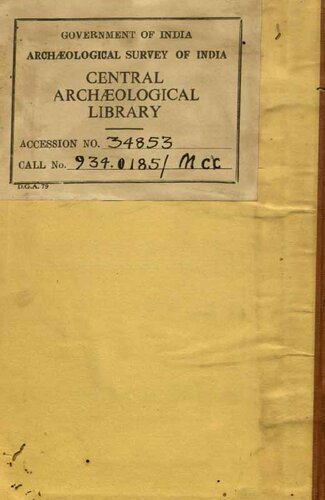 GOVERNMENT OF INDIA
ARCHÆOLOGICAL SURVEY OF INDIA
CENTRAL
ARCHÆOLOGICAL
LIBRARY
ACCESSION NO. 34853
CALL No. 934.0185/Mcc
D.G.A. 79